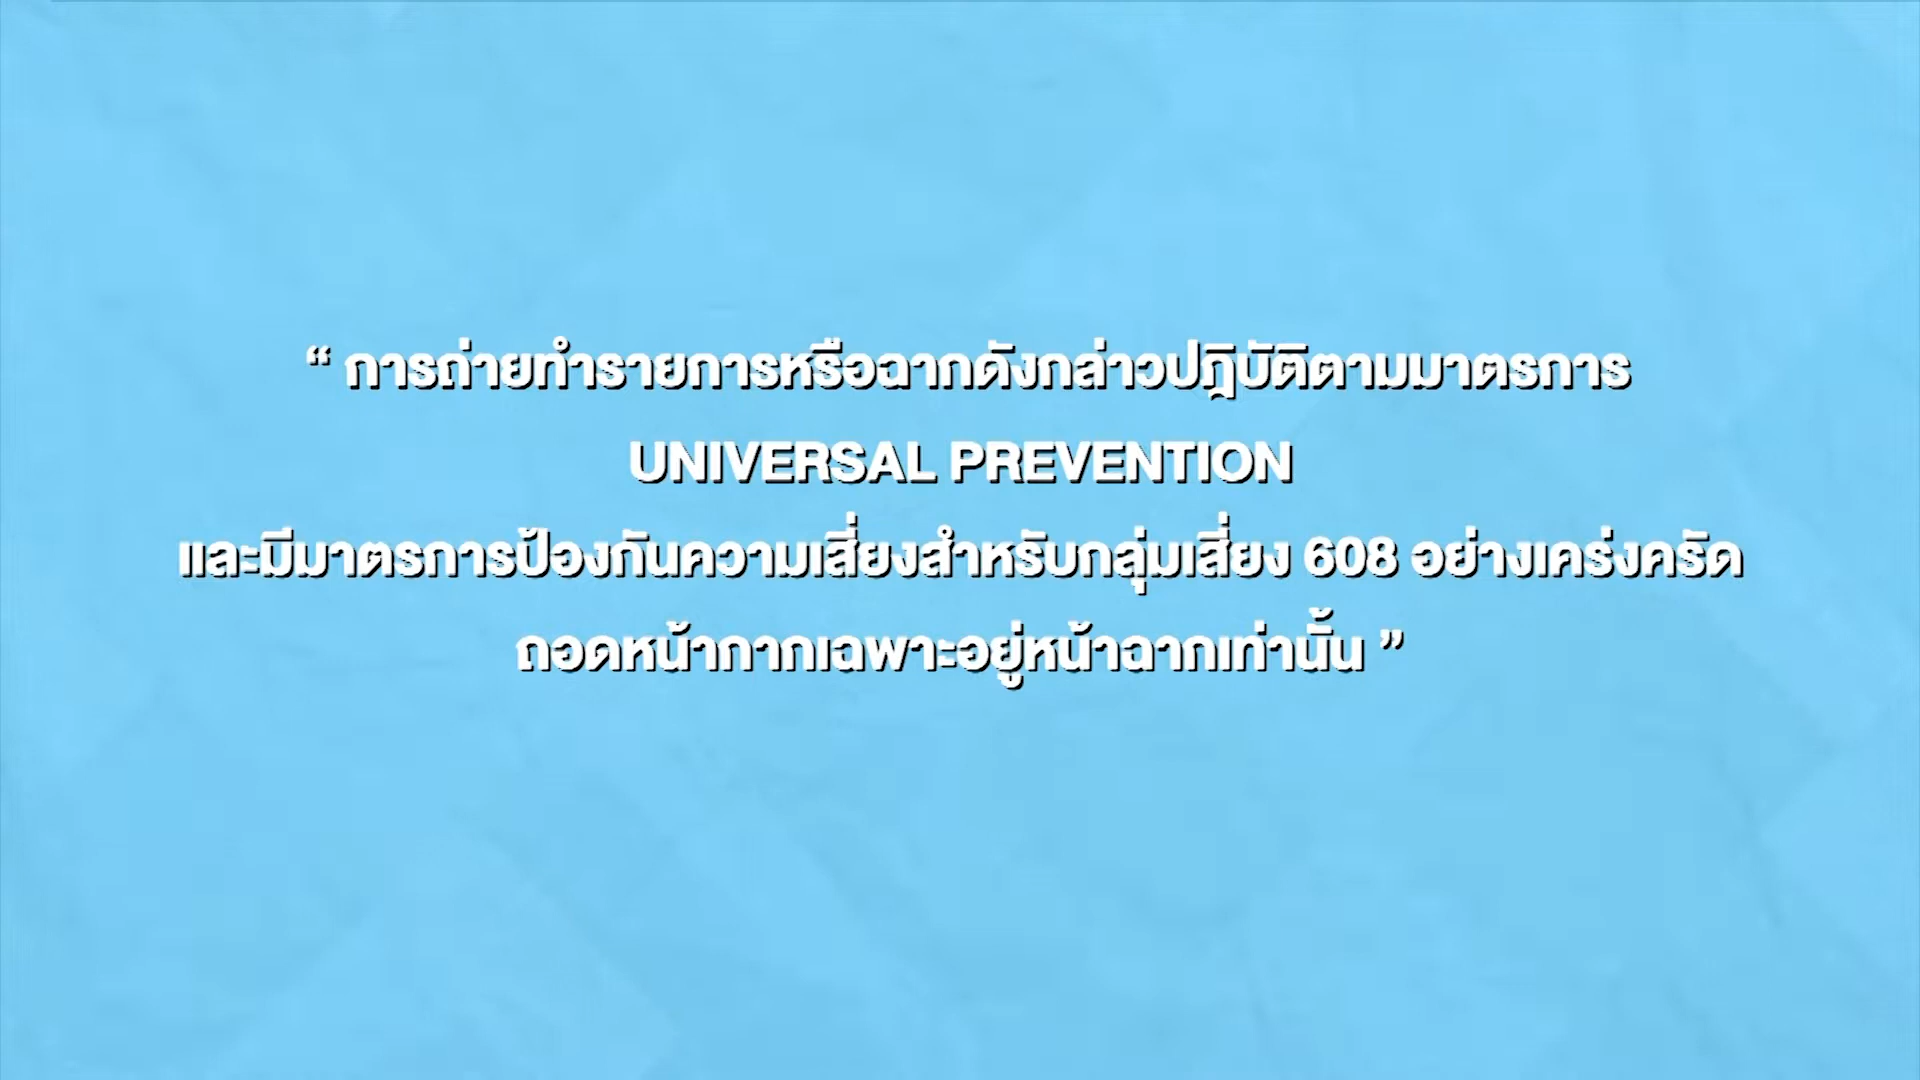 “ การถ่ายทำรายการหรือฉากดังกล่าวปฎิบัติตามมาตรการ
UNIVERSAL PREVENTION
และมีมาตรการป้องกันความเสี่ยงสำหรับกลุ่มเสี่ยง 608 อย่างเคร่งครัด
ถอดหน้ากากเฉพาะอยู่หน้าฉากเท่านั้น ”